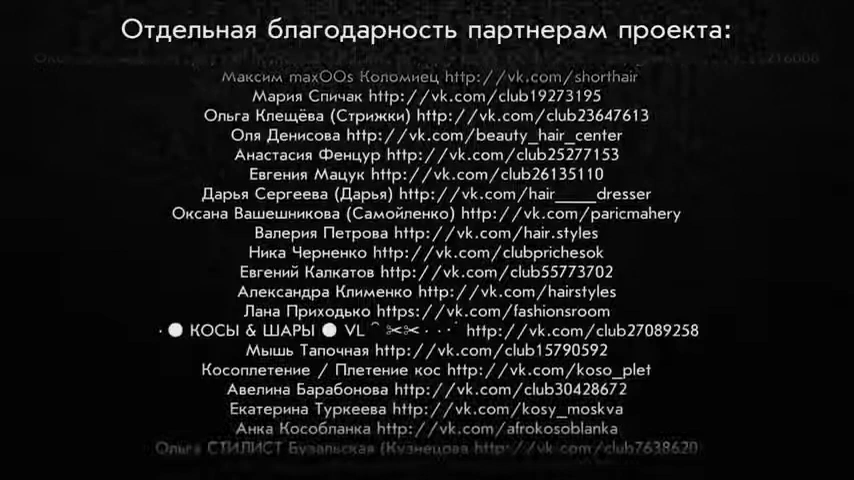 Отдельная благодарность партнерам проекта:
Максим maxOOs Коломиец http://vk.com/shorthair
Мария Спичак http://vk.com/club19273195
Ольга Клещёва (Стрижки) http://vk.com/club23647613
Оля Денисова http://vk.com/beauty_hair_center
Анастасия Фенцур http://vk.com/club25277153
Евгения Мацук http://vk.com/club26135110
Дарья Сергеева (Дарья) http://vk.com/hair____dresser
Оксана Вашешникова (Самойленко) http://vk.com/paricmahery
Валерия Петрова http://vk.com/hair.styles
Ника Черненко http://vk.com/clubprichesok
Евгений Калкатов http://vk.com/club55773702
Александра Клименко http://vk.com/hairstyles
Лана Приходько https://vk.com/fashionsroom
· ● КОСЫ & ШАРЫ ● VL ⌒ ✂✂ · · ·˙ http://vk.com/club27089258
Мышь Тапочная http://vk.com/club15790592
Косоплетение / Плетение кос http://vk.com/koso_plet
Авелина Барабонова http://vk.com/club30428672
Екатерина Туркеева http://vk.com/kosy_moskva
Анка Кособланка http://vk.com/afrokosoblanka
Ольга СТИЛИСТ Бузальская (Кузнецова http://vk.com/club7638620